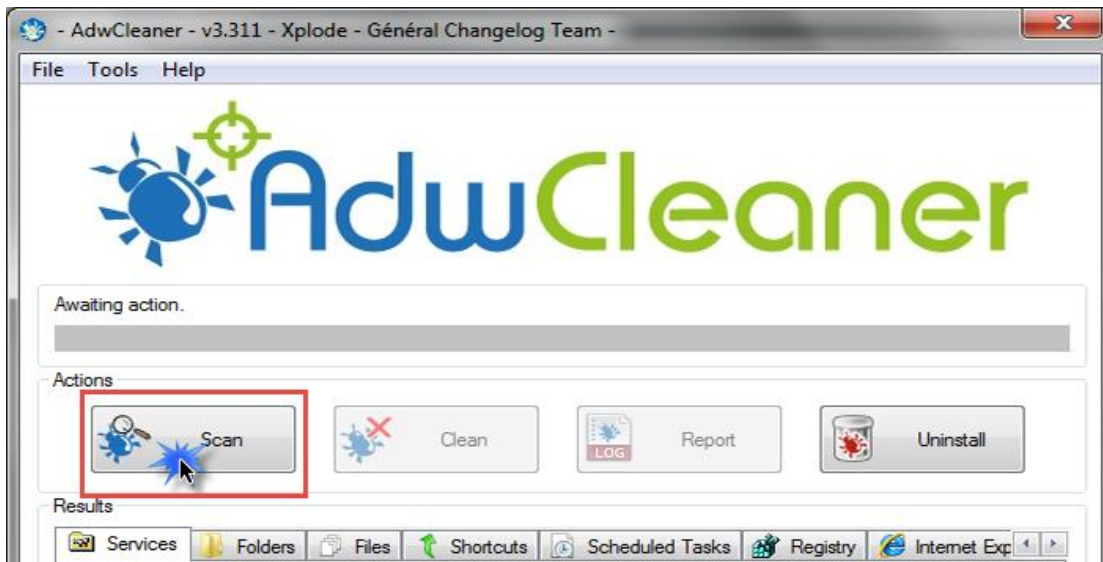 - AdwCleaner - v3.311 - Xplode - Général Changelog Team -
File Tools Help
AdwCleaner
Awaiting action.
Actions
Scan Clean Report Uninstall
LOG
Results
Services Folders Files Shortcuts Scheduled Tasks Registry Internet Exp